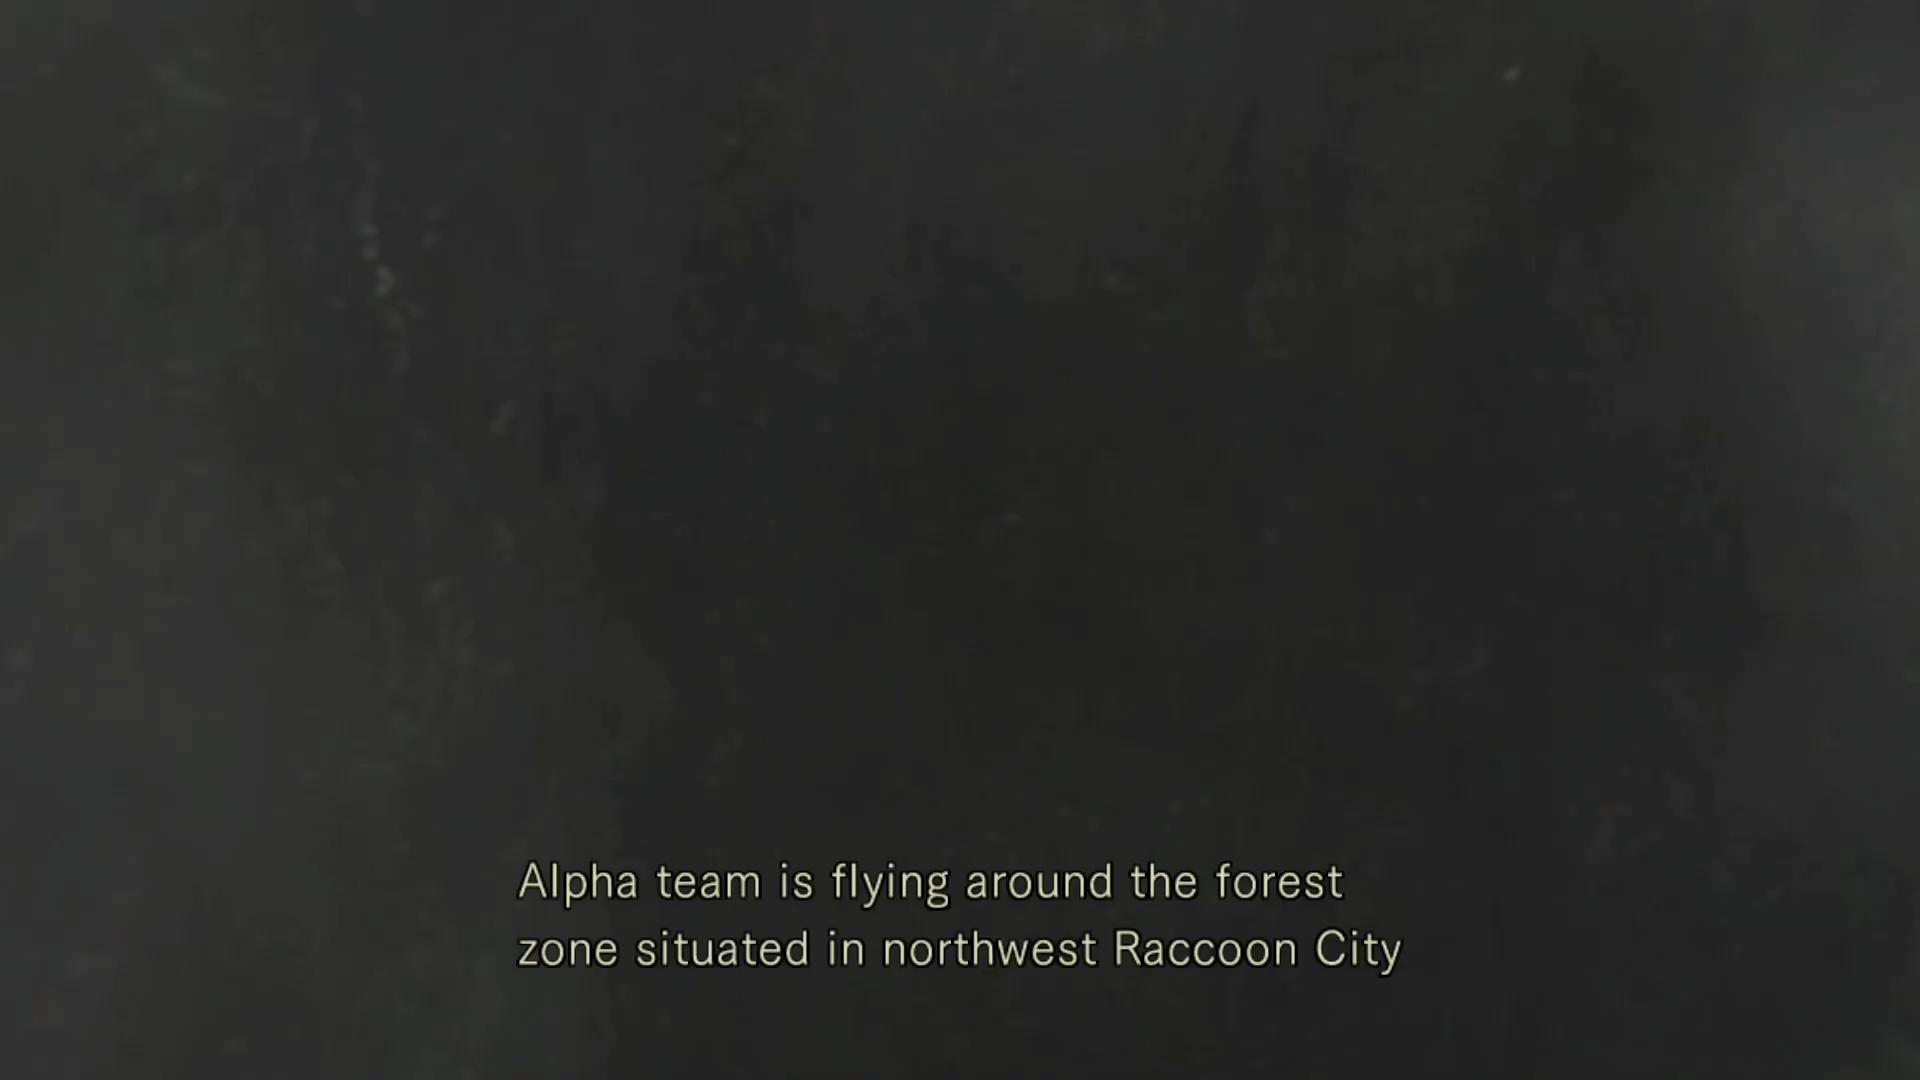 Alpha team is flying around the forest
zone situated in northwest Raccoon City